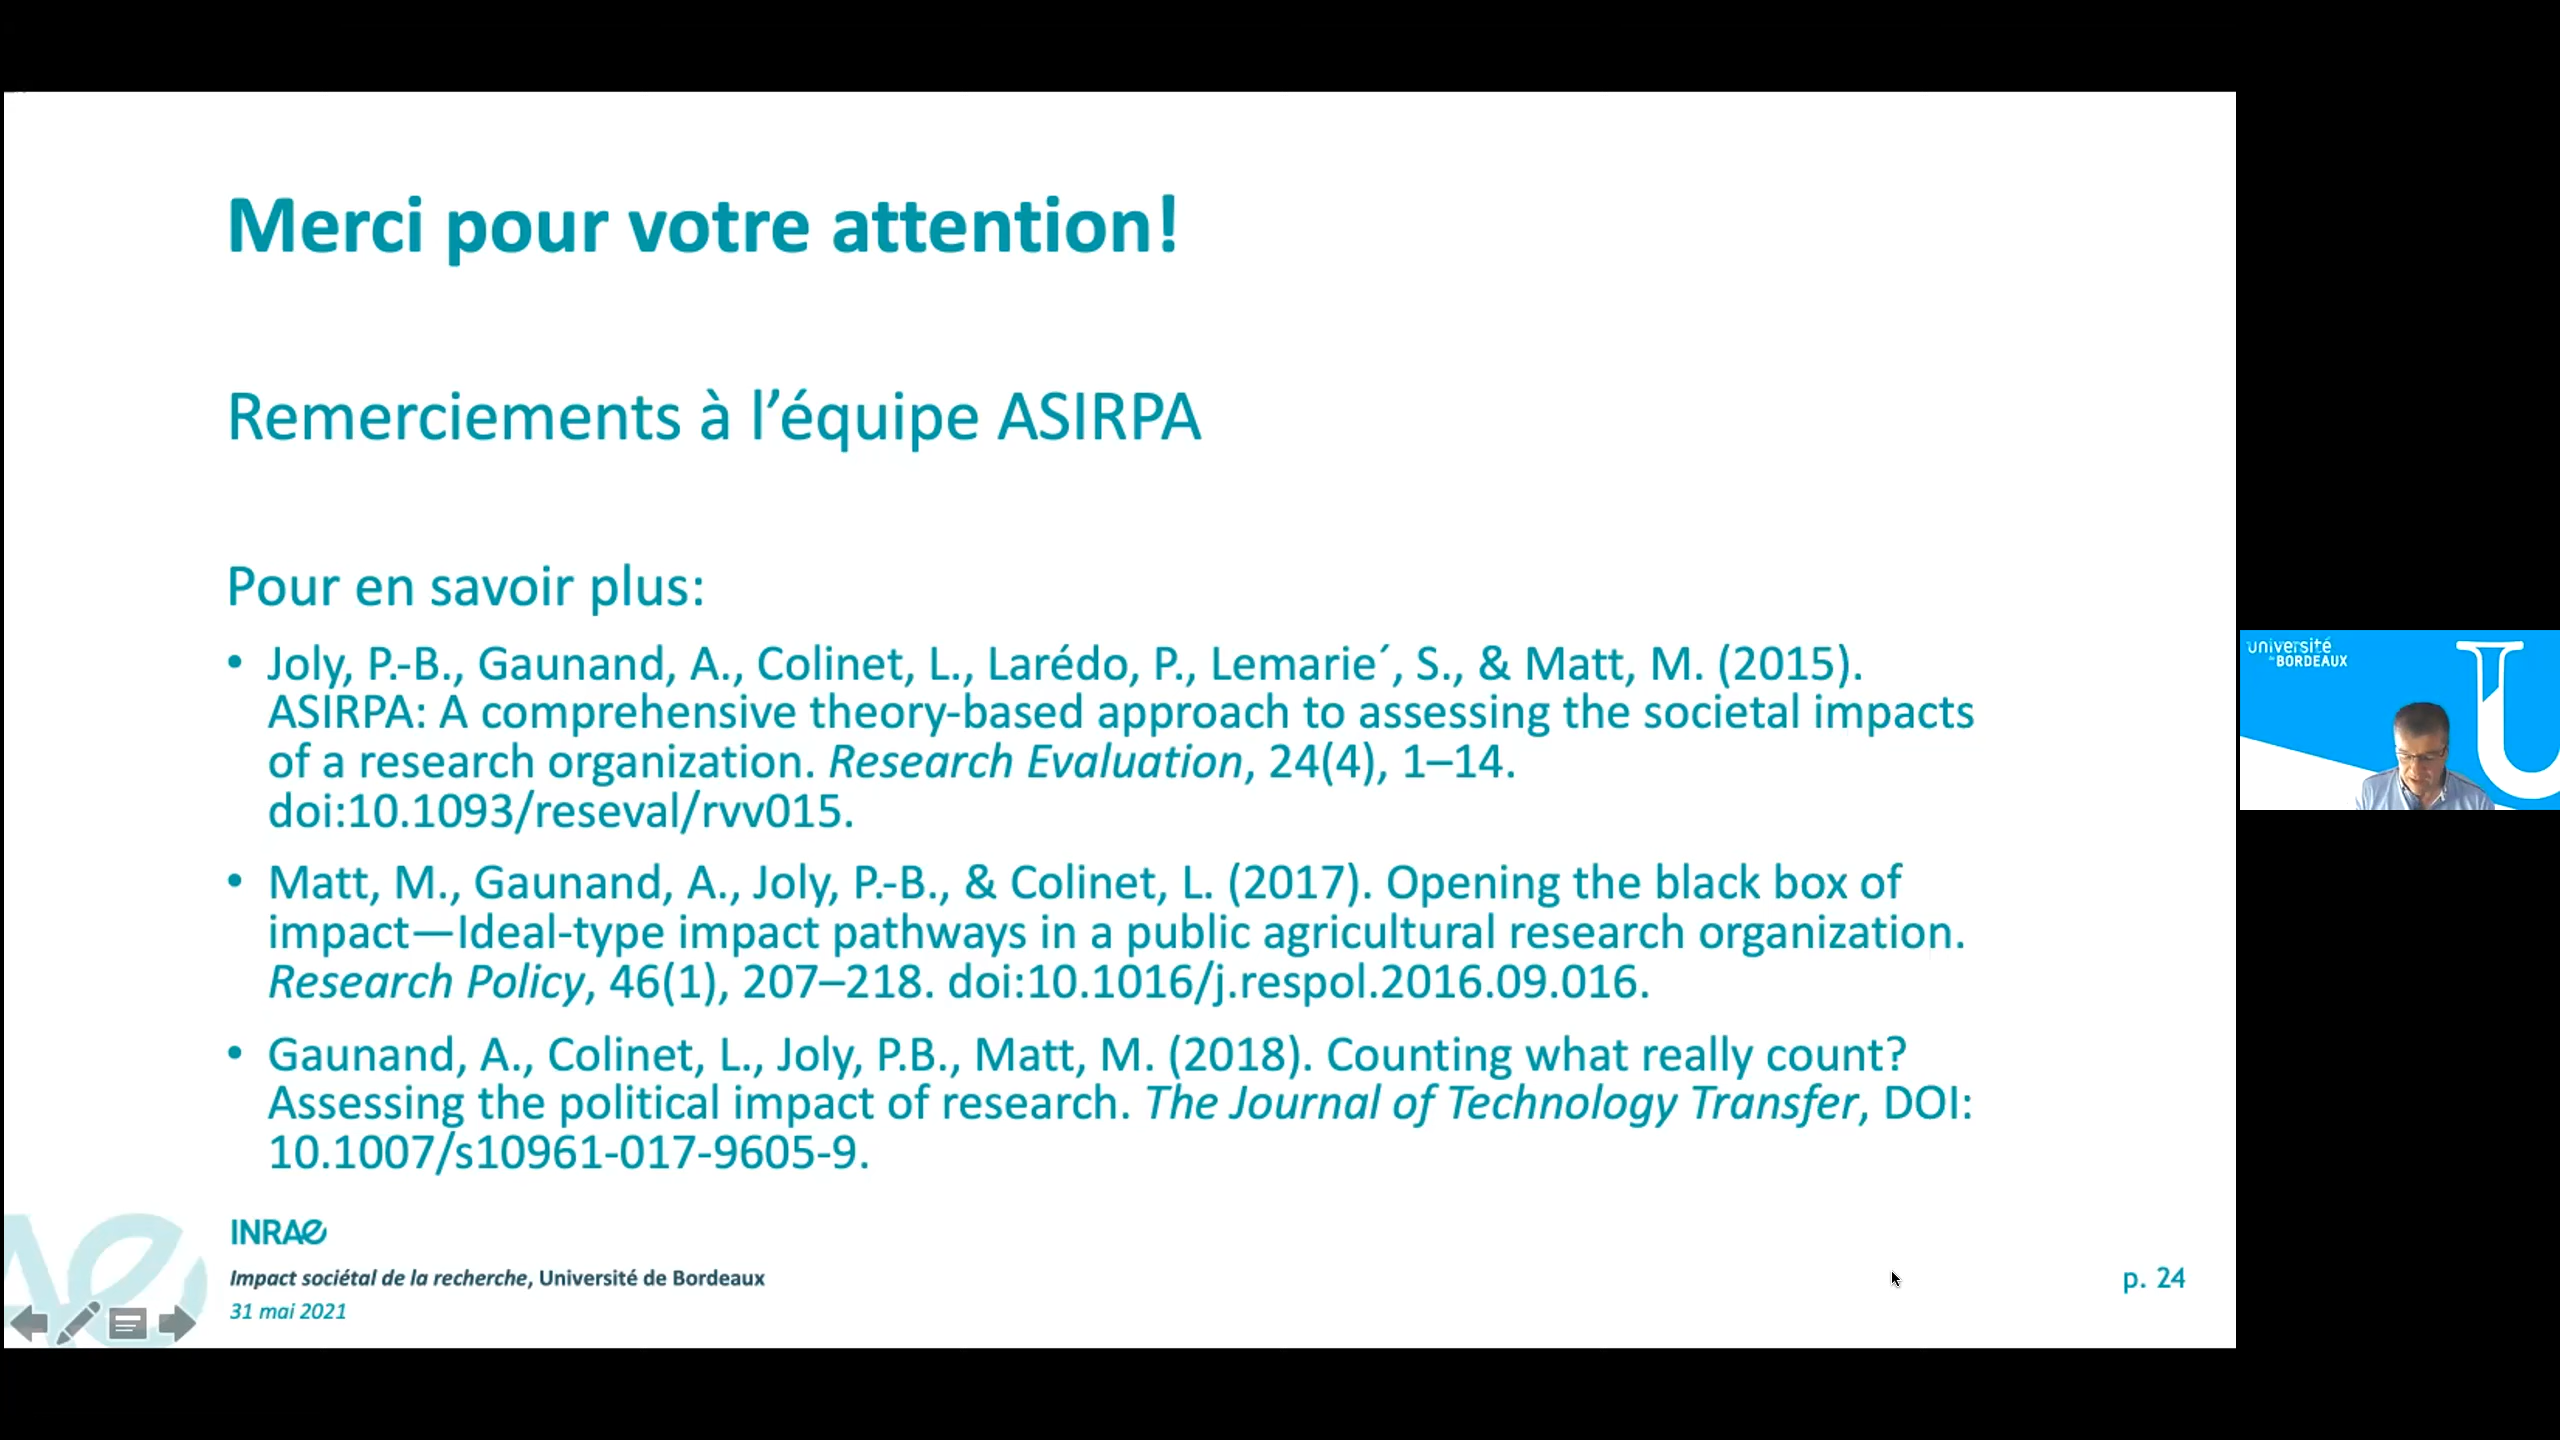 Merci pour votre attention!
Remerciements à l’équipe ASIRPA
Pour en savoir plus:
• Joly, P.-B., Gaunand, A., Colinet, L., Larédo, P., Lemarie´, S., & Matt, M. (2015).
ASIRPA: A comprehensive theory-based approach to assessing the societal impacts
of a research organization. Research Evaluation, 24(4), 1–14.
doi:10.1093/reseval/rvv015.
• Matt, M., Gaunand, A., Joly, P.-B., & Colinet, L. (2017). Opening the black box of
impact—Ideal-type impact pathways in a public agricultural research organization.
Research Policy, 46(1), 207–218. doi:10.1016/j.respol.2016.09.016.
• Gaunand, A., Colinet, L., Joly, P.B., Matt, M. (2018). Counting what really count?
Assessing the political impact of research. The Journal of Technology Transfer, DOI:
10.1007/s10961-017-9605-9.
INRAE
Impact sociétal de la recherche, Université de Bordeaux
31 mai 2021
p. 24
université
de BORDEAUX